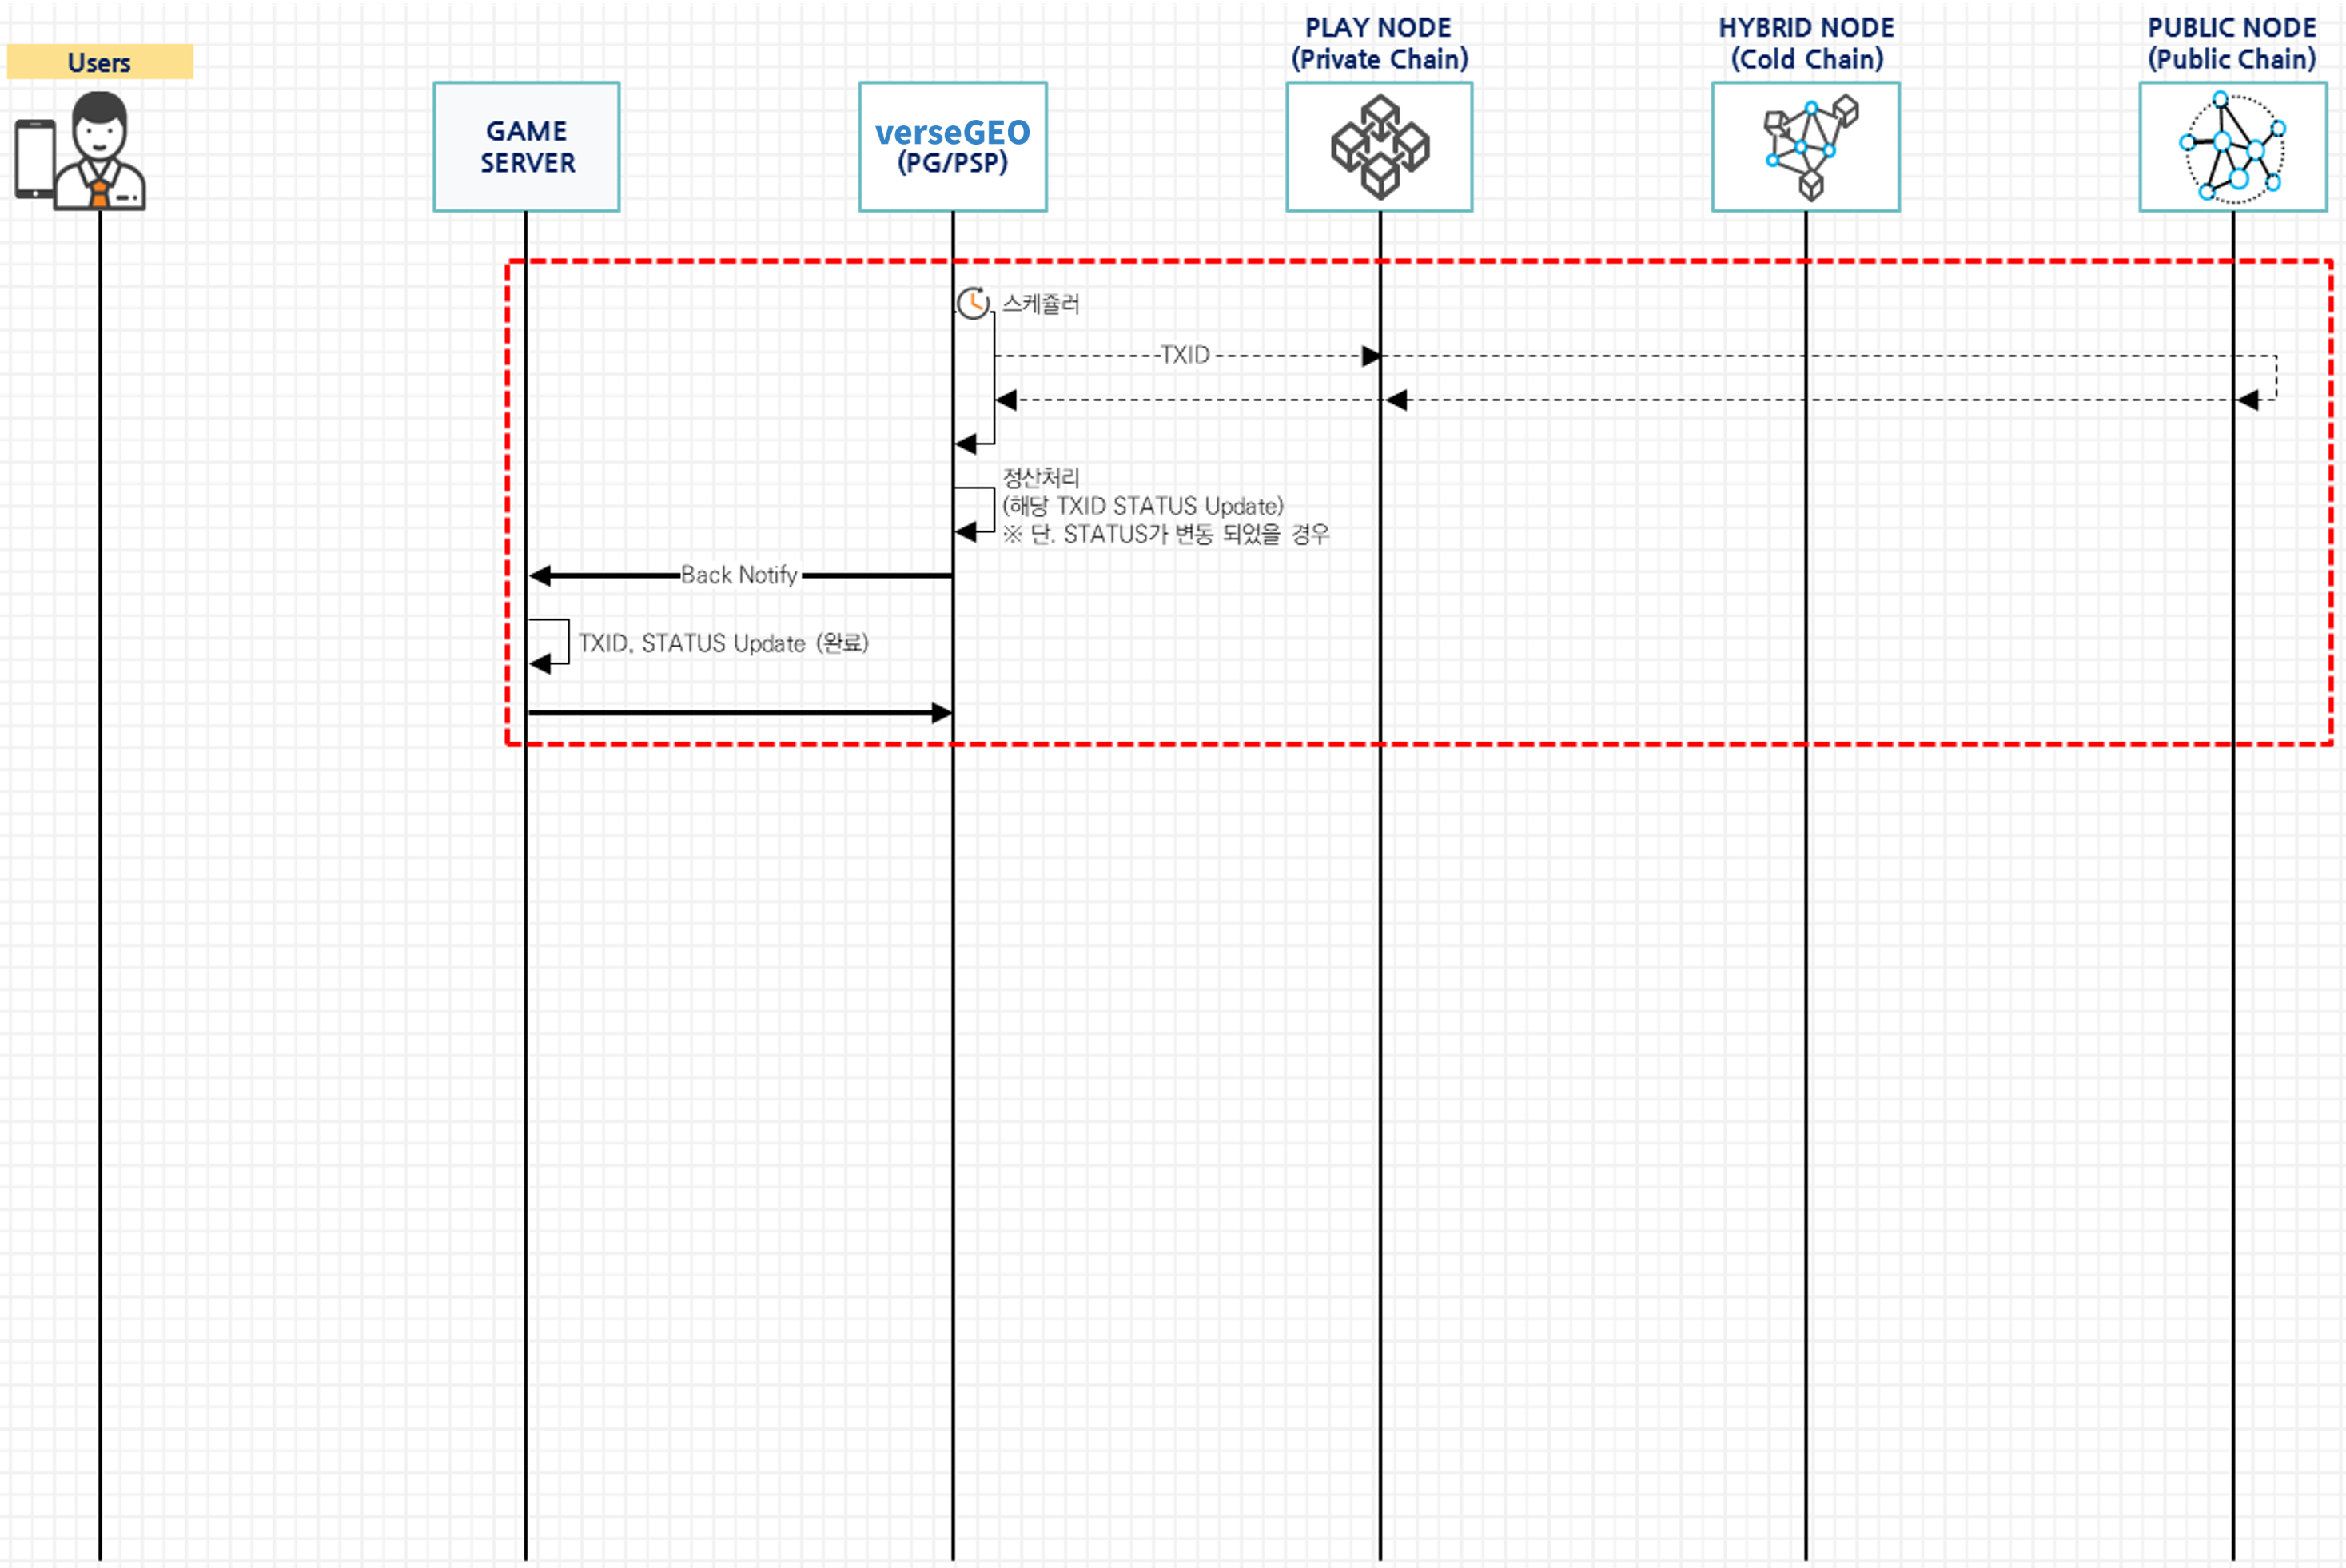 Users
GAME
SERVER
verseGEO
(PG/PSP)
PLAY NODE
(Private Chain)
HYBRID NODE
(Cold Chain)
PUBLIC NODE
(Public Chain)
스케쥴러
TXID
정산처리
(해당 TXID STATUS Update)
※ 단. STATUS가 변동 되었을 경우
Back Notify
TXID, STATUS Update (완료)